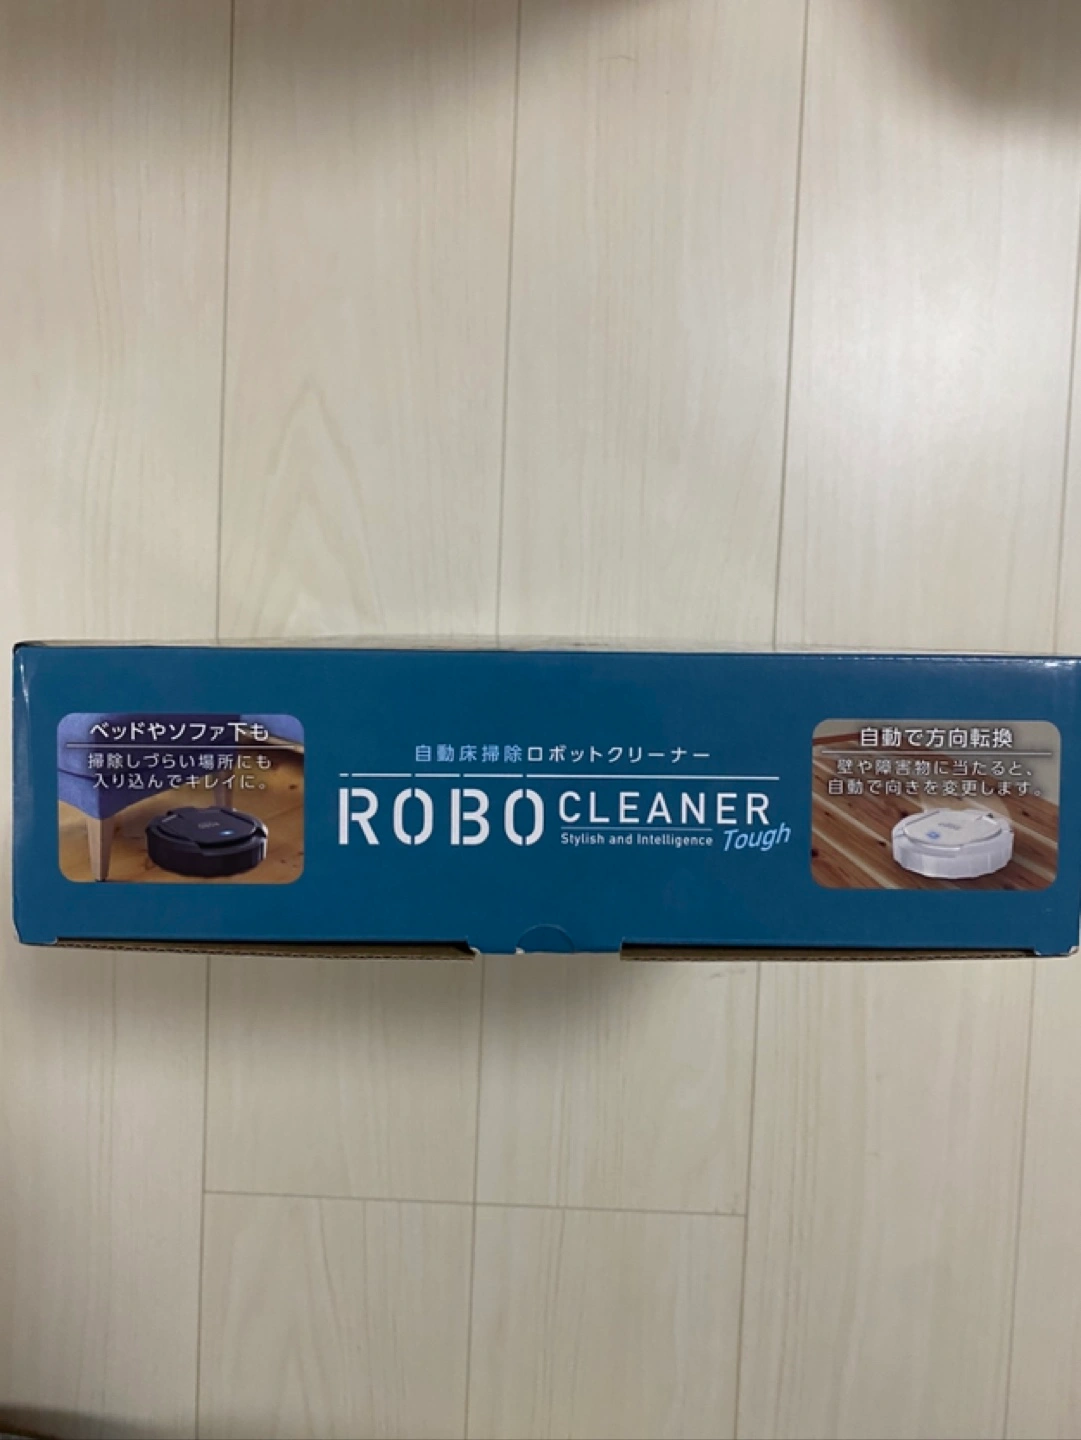 ベッドやソファ下も
掃除しづらい場所にも
入り込んでキレイに。
自動床掃除ロボットクリーナー
ROBO CLEANER
Stylish and Intelligence Tough
自動で方向転換
壁や障害物に当たると、
自動で向きを変更します。